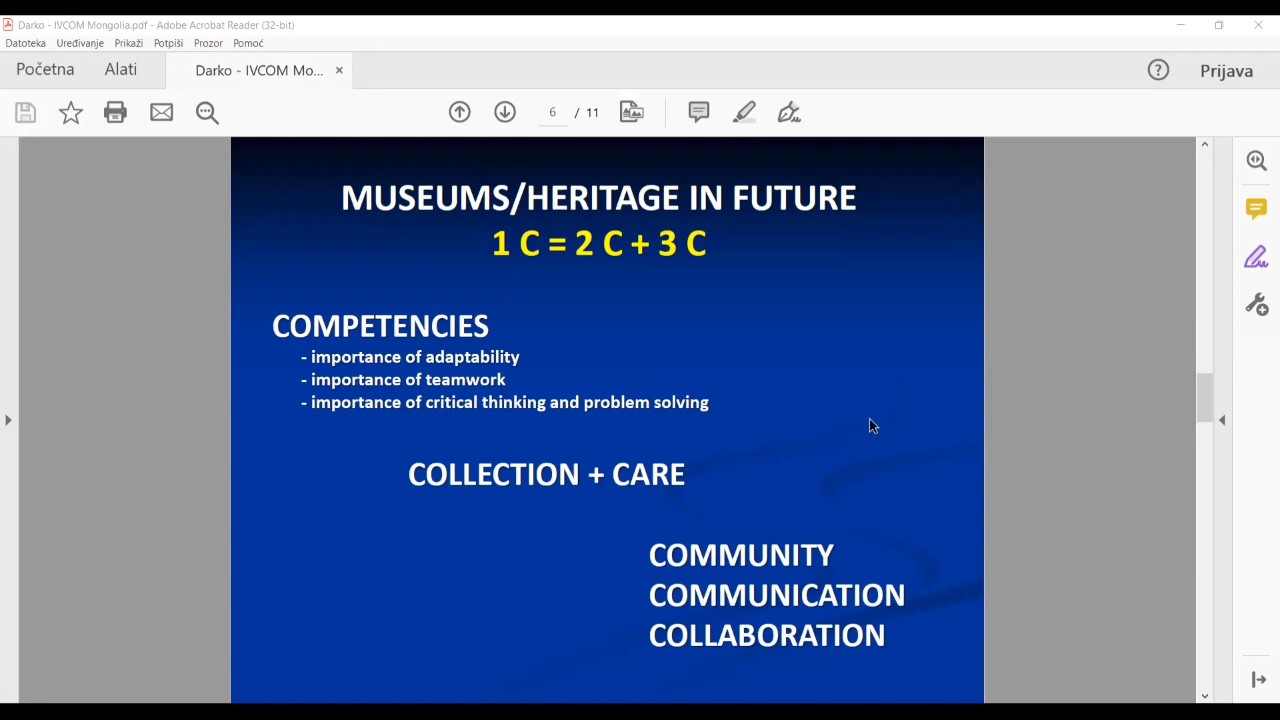 Darko - IVCOM Mongolia.pdf - Adobe Acrobat Reader (32-bit)
Datoteka Uređivanje Prikaži Potpiši Prozor Pomoć
Početna Alati Darko - IVCOM Mo... × Prijava
6 / 11
MUSEUMS/HERITAGE IN FUTURE
1 C = 2 C + 3 C
COMPETENCIES
- importance of adaptability
- importance of teamwork
- importance of critical thinking and problem solving
COLLECTION + CARE
COMMUNITY
COMMUNICATION
COLLABORATION